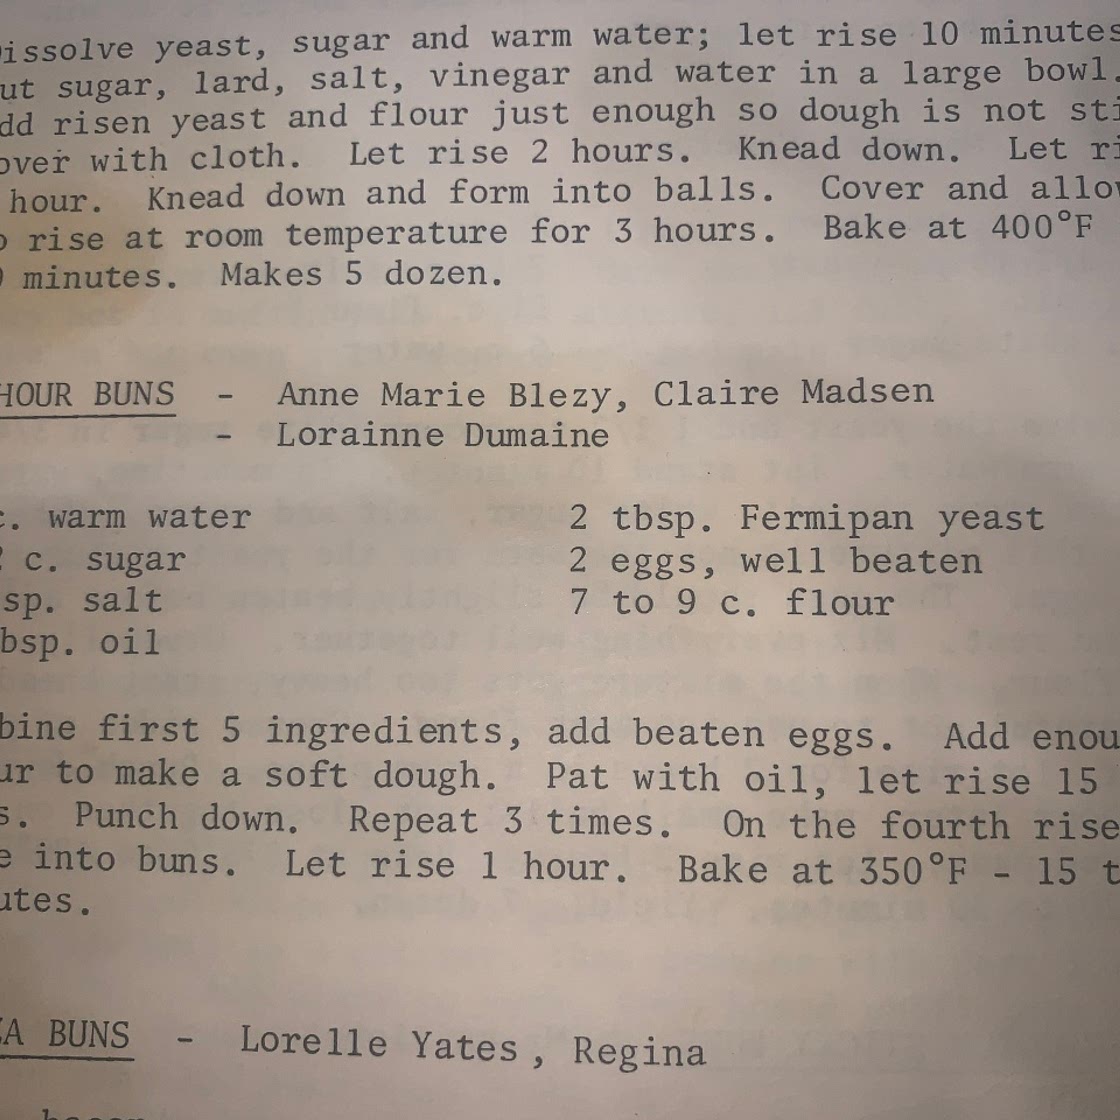 issolve yeast, sugar and warm water; let rise 10 minutes
ut sugar, lard, salt, vinegar and water in a large bowl.
dd risen yeast and flour just enough so dough is not sti
over with cloth. Let rise 2 hours. Knead down. Let ri
hour. Knead down and form into balls. Cover and allow
o rise at room temperature for 3 hours. Bake at 400°F
0 minutes. Makes 5 dozen.
HOUR BUNS - Anne Marie Blezy, Claire Madsen
- Lorainne Dumaine
c. warm water 2 tbsp. Fermipan yeast
c. sugar 2 eggs, well beaten
sp. salt 7 to 9 c. flour
bsp. oil
bine first 5 ingredients, add beaten eggs. Add enou
ur to make a soft dough. Pat with oil, let rise 15
s. Punch down. Repeat 3 times. On the fourth rise
e into buns. Let rise 1 hour. Bake at 350°F - 15 t
utes.
A BUNS - Lorelle Yates, Regina